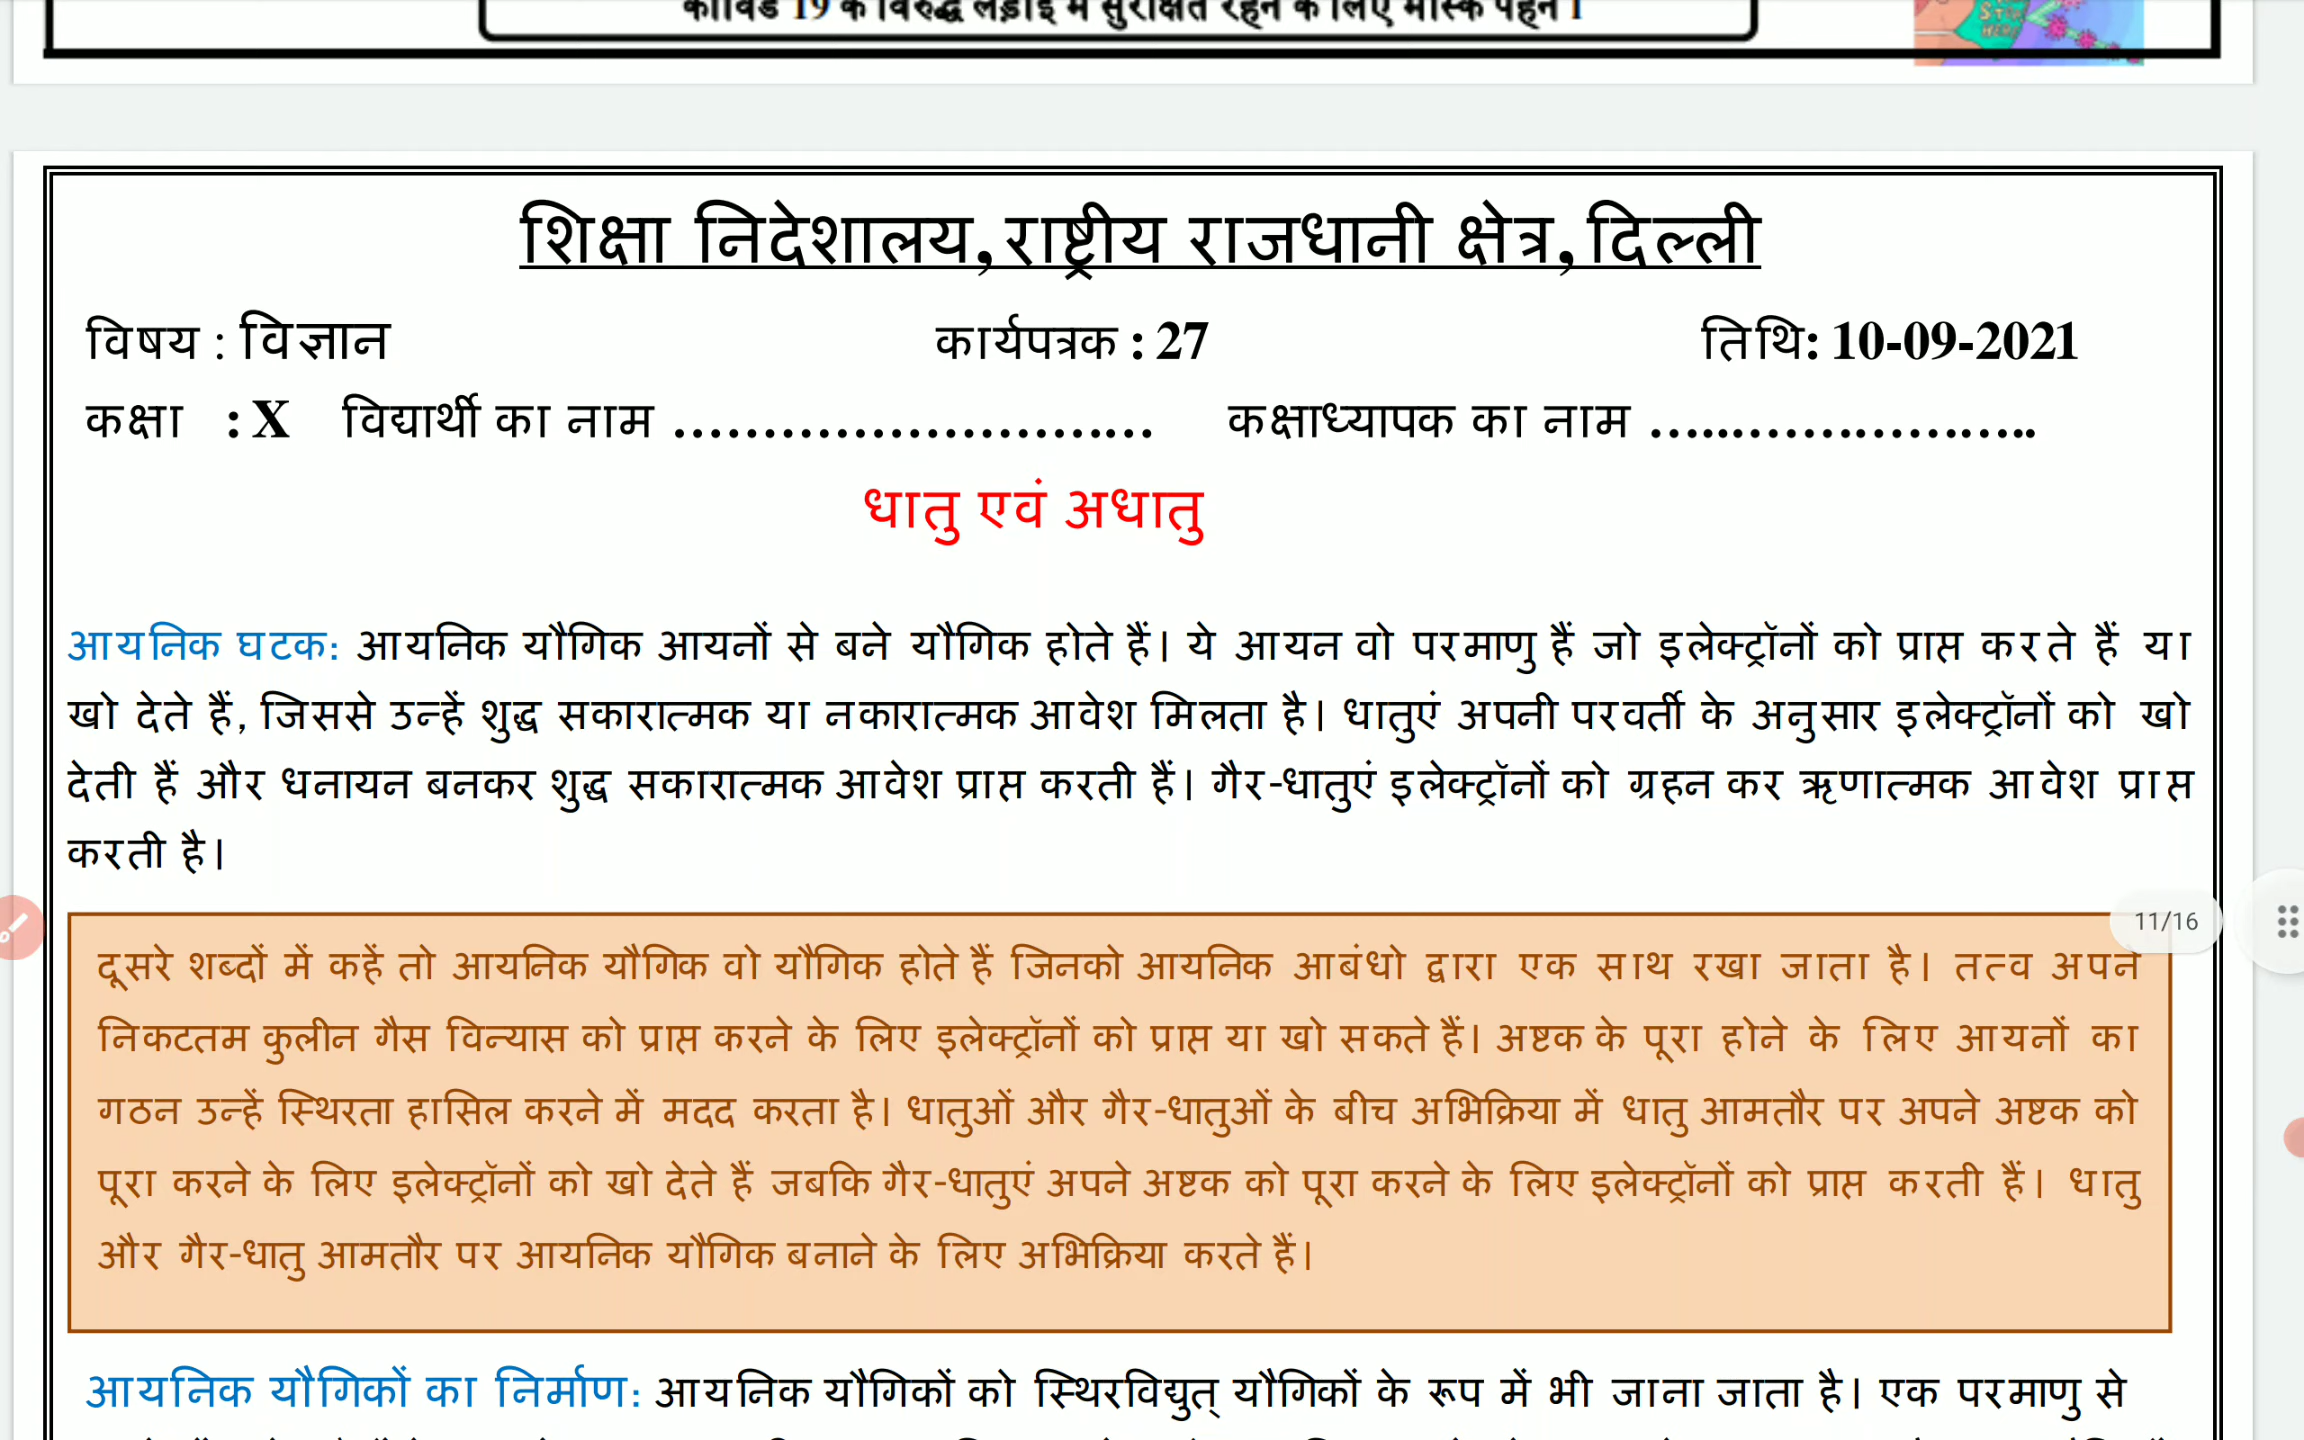 कोविड 19 के विरुद्ध लड़ाई में सुरक्षित रहने के लिए मास्क पहनें ।
शिक्षा निदेशालय,राष्ट्रीय राजधानी क्षेत्र,दिल्ली
विषय : विज्ञान कार्यपत्रक : 27 तिथि: 10-09-2021
कक्षा : X विद्यार्थी का नाम ............................ कक्षाध्यापक का नाम ........................
धातु एवं अधातु
आयनिक घटक: आयनिक यौगिक आयनों से बने यौगिक होते हैं। ये आयन वो परमाणु हैं जो इलेक्ट्रॉनों को प्राप्त करते हैं या
खो देते हैं, जिससे उन्हें शुद्ध सकारात्मक या नकारात्मक आवेश मिलता है। धातुएं अपनी परवर्ती के अनुसार इलेक्ट्रॉनों को खो
देती हैं और धनायन बनकर शुद्ध सकारात्मक आवेश प्राप्त करती हैं। गैर-धातुएं इलेक्ट्रॉनों को ग्रहन कर ऋणात्मक आवेश प्राप्त
करती है।
11/16
दूसरे शब्दों में कहें तो आयनिक यौगिक वो यौगिक होते हैं जिनको आयनिक आबंधो द्वारा एक साथ रखा जाता है। तत्व अपने
निकटतम कुलीन गैस विन्यास को प्राप्त करने के लिए इलेक्ट्रॉनों को प्राप्त या खो सकते हैं। अष्टक के पूरा होने के लिए आयनों का
गठन उन्हें स्थिरता हासिल करने में मदद करता है। धातुओं और गैर-धातुओं के बीच अभिक्रिया में धातु आमतौर पर अपने अष्टक को
पूरा करने के लिए इलेक्ट्रॉनों को खो देते हैं जबकि गैर-धातुएं अपने अष्टक को पूरा करने के लिए इलेक्ट्रॉनों को प्राप्त करती हैं। धातु
और गैर-धातु आमतौर पर आयनिक यौगिक बनाने के लिए अभिक्रिया करते हैं।
आयनिक यौगिकों का निर्माण: आयनिक यौगिकों को स्थिरविद्युत् यौगिकों के रूप में भी जाना जाता है। एक परमाणु से